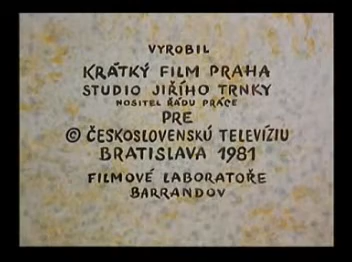 VYROBIL
KRÁTKÝ FILM PRAHA
STUDIO JIŘÍHO TRNKY
NOSITEL ŘÁDU PRÁCE
PRE
© ČESKOSLOVENSKÚ TELEVÍZIU
BRATISLAVA 1981
FILMOVÉ LABORATOŘE
BARRANDOV